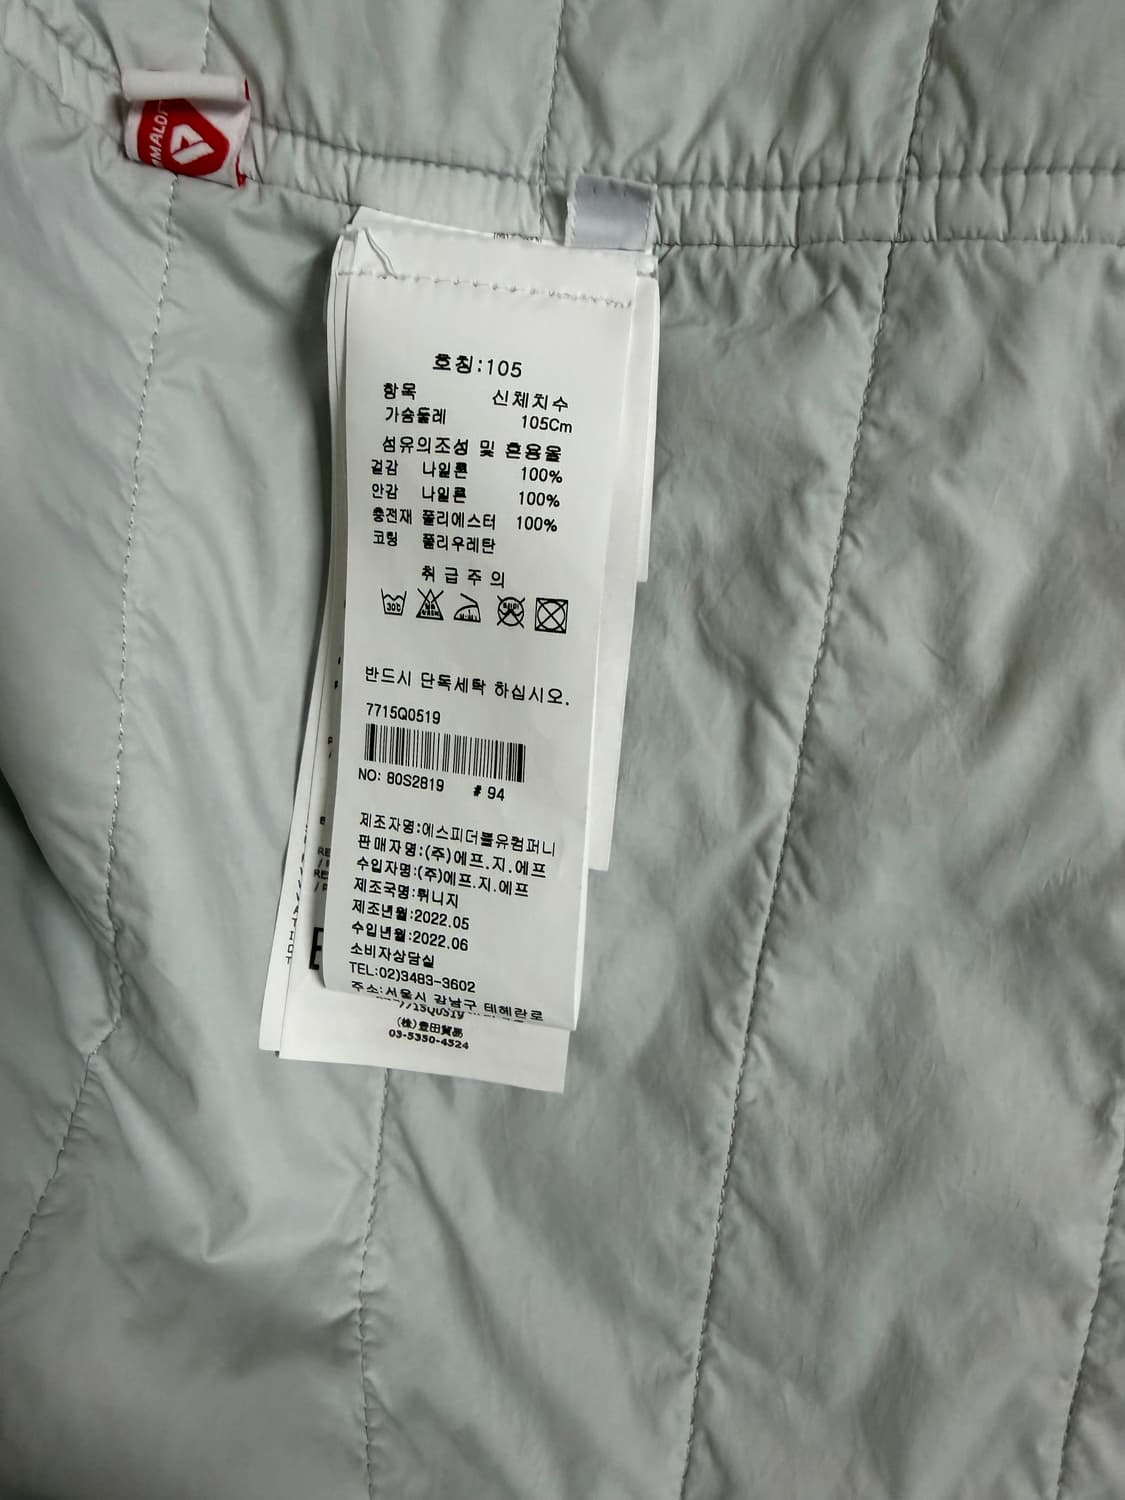 호칭:105
항목 신체치수
가슴둘레 105Cm
섬유의조성 및 혼용율
겉감 나일론 100%
안감 나일론 100%
충전재 폴리에스터 100%
코팅 폴리우레탄
취급주의
30℃
반드시 단독세탁 하십시오.
7715Q0519
NO: 80S2819 # 94
제조자명:에스피더블유컴퍼니
판매자명:(주)에프.지.에프
수입자명:(주)에프.지.에프
제조국명:튀니지
제조년월:2022.05
수입년월:2022.06
소비자상담실
TEL:02)3483-3602
주소:서울시 강남구 테헤란로
7715Q0519
(株)豊田貿易
03-5350-4524